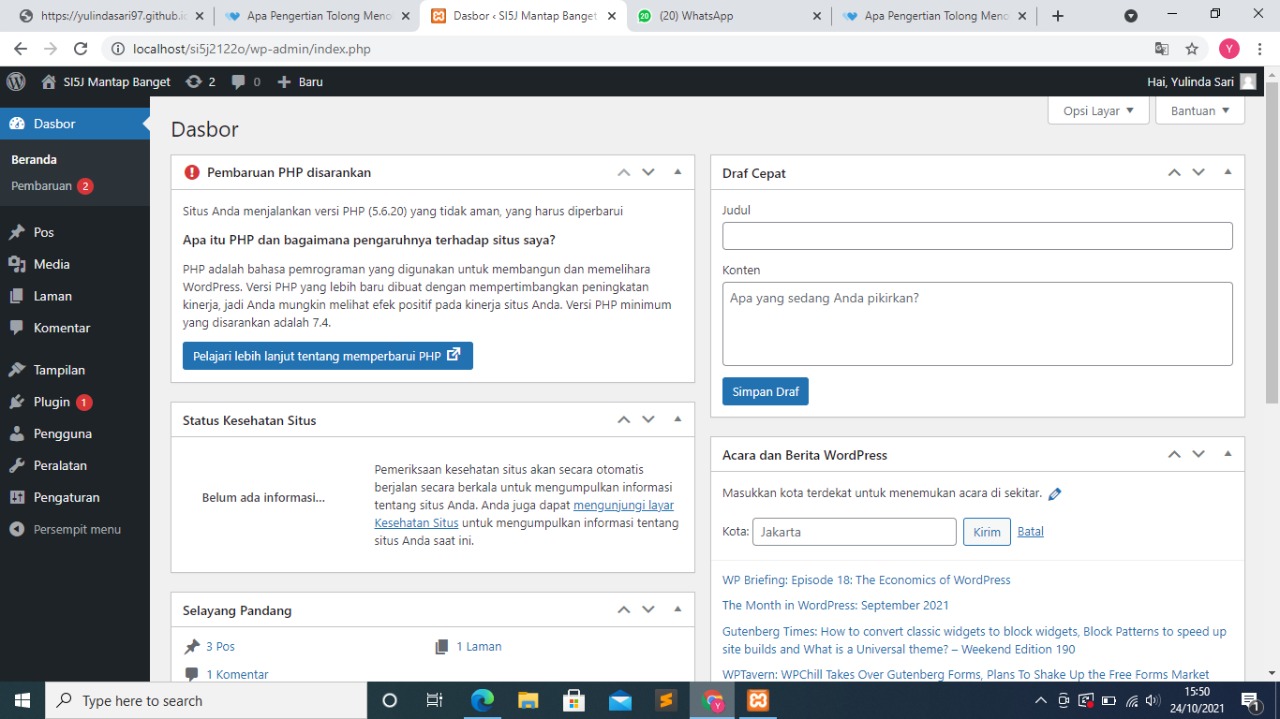 https://yulindasari97.github.io
Apa Pengertian Tolong Meno
Dasbor ‹ SI5J Mantap Banget
(20) WhatsApp
Apa Pengertian Tolong Meno
localhost/si5j2122o/wp-admin/index.php
Y
SI5J Mantap Banget
2
0
Baru
Hai, Yulinda Sari
Dasbor
Beranda
Pembaruan 2
Pos
Media
Laman
Komentar
Tampilan
Plugin 1
Pengguna
Peralatan
Pengaturan
Persempit menu
Opsi Layar
Bantuan
Dasbor
Pembaruan PHP disarankan
Situs Anda menjalankan versi PHP (5.6.20) yang tidak aman, yang harus diperbarui
Apa itu PHP dan bagaimana pengaruhnya terhadap situs saya?
PHP adalah bahasa pemrograman yang digunakan untuk membangun dan memelihara
WordPress. Versi PHP yang lebih baru dibuat dengan mempertimbangkan peningkatan
kinerja, jadi Anda mungkin melihat efek positif pada kinerja situs Anda. Versi PHP minimum
yang disarankan adalah 7.4.
Pelajari lebih lanjut tentang memperbarui PHP
Status Kesehatan Situs
Belum ada informasi...
Pemeriksaan kesehatan situs akan secara otomatis
berjalan secara berkala untuk mengumpulkan informasi
tentang situs Anda. Anda juga dapat mengunjungi layar
Kesehatan Situs untuk mengumpulkan informasi tentang
situs Anda saat ini.
Selayang Pandang
3 Pos
1 Laman
1 Komentar
Draf Cepat
Judul
Konten
Apa yang sedang Anda pikirkan?
Simpan Draf
Acara dan Berita WordPress
Masukkan kota terdekat untuk menemukan acara di sekitar.
Kota: Jakarta Kirim Batal
WP Briefing: Episode 18: The Economics of WordPress
The Month in WordPress: September 2021
Gutenberg Times: How to convert classic widgets to block widgets, Block Patterns to speed up
site builds and What is a Universal theme? – Weekend Edition 190
WPTavern: WPChill Takes Over Gutenberg Forms, Plans To Shake Up the Free Forms Market
Type here to search
15:50
24/10/2021
1